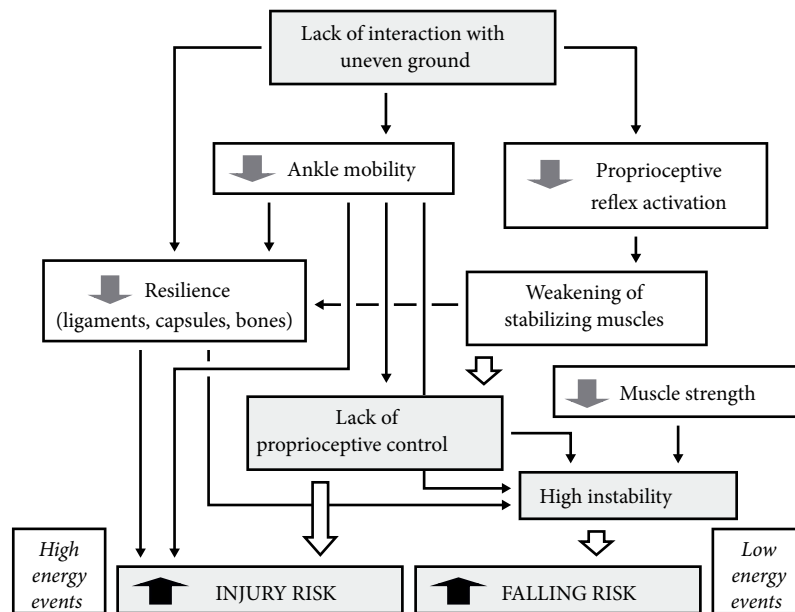 Lack of interaction with
uneven ground
Ankle mobility
Proprioceptive
reflex activation
Resilience
(ligaments, capsules, bones)
Weakening of
stabilizing muscles
Muscle strength
Lack of
proprioceptive control
High instability
High
energy
events
INJURY RISK
FALLING RISK
Low
energy
events